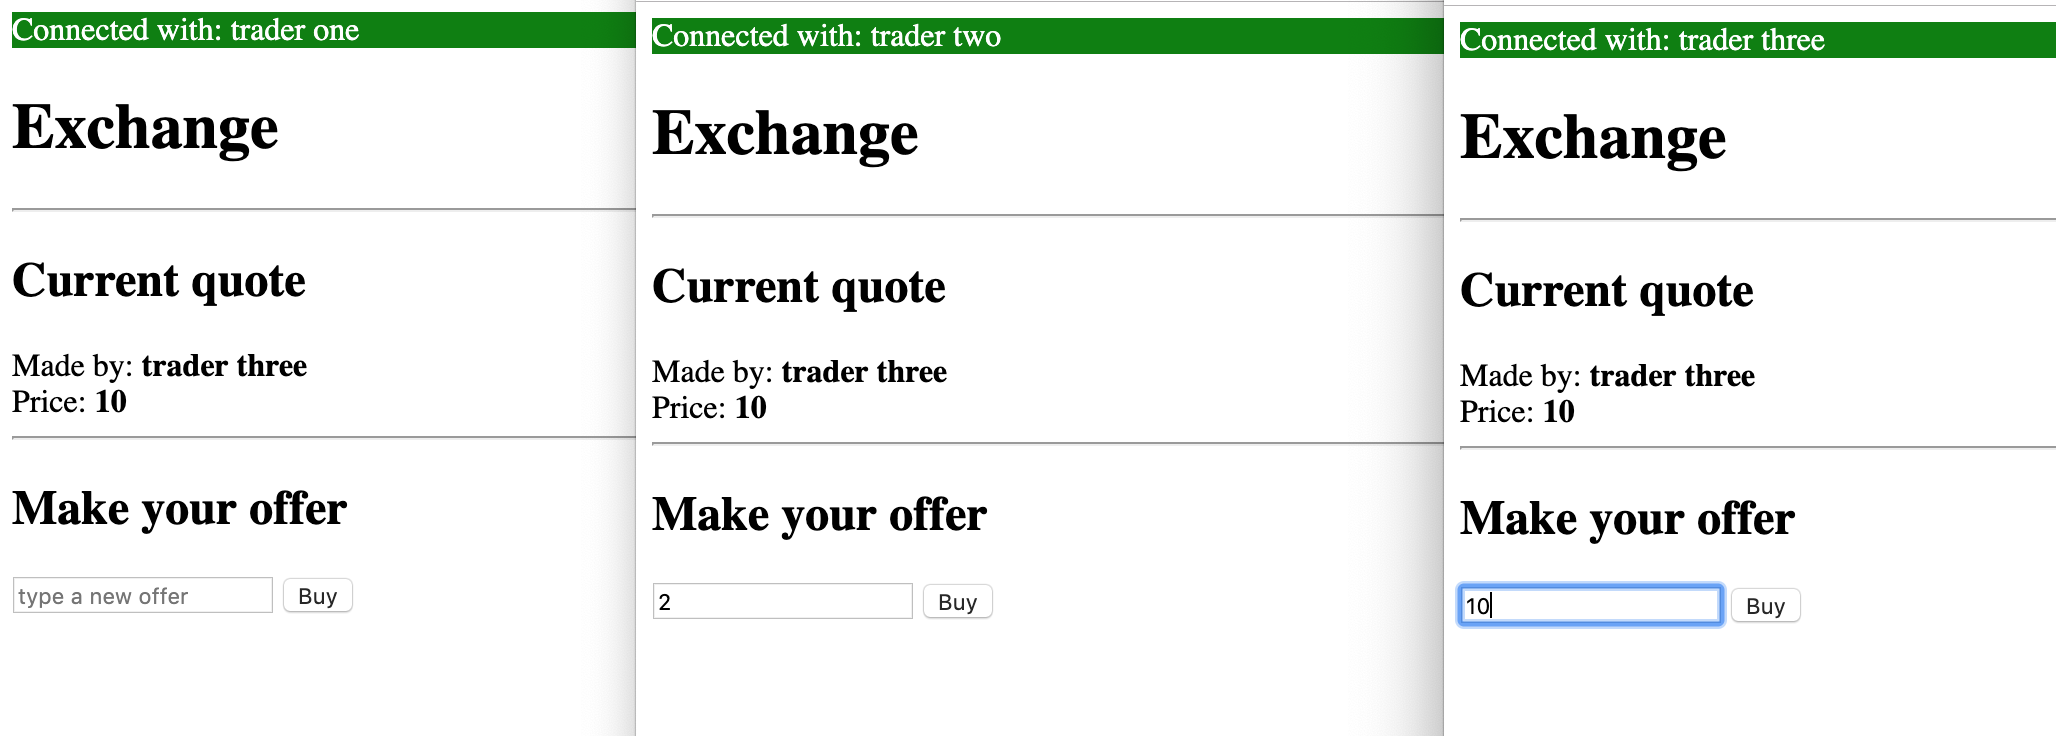 Connected with: trader one
Exchange
Current quote
Made by: trader three
Price: 10
Make your offer
type a new offer Buy
Connected with: trader two
Exchange
Current quote
Made by: trader three
Price: 10
Make your offer
2 Buy
Connected with: trader three
Exchange
Current quote
Made by: trader three
Price: 10
Make your offer
10 Buy